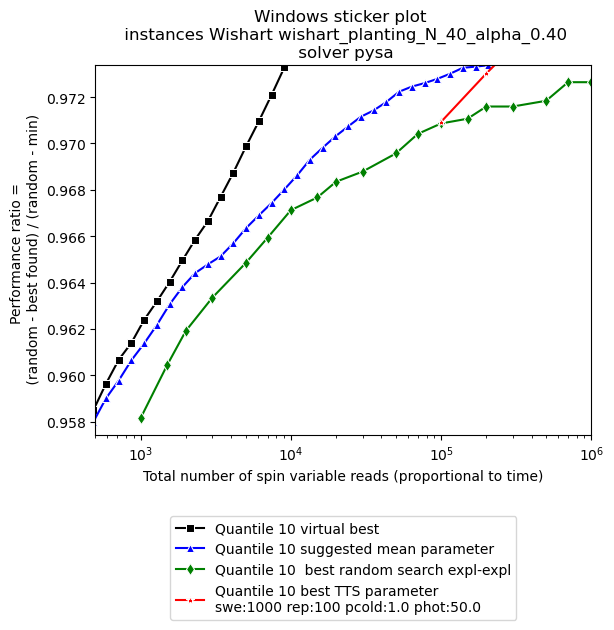 Windows sticker plot
instances Wishart wishart_planting_N_40_alpha_0.40
solver pysa
Performance ratio =
(random - best found) / (random - min)
0.972
0.970
0.968
0.966
0.964
0.962
0.960
0.958
10³
10⁴
10⁵
10⁶
Total number of spin variable reads (proportional to time)
Quantile 10 virtual best
Quantile 10 suggested mean parameter
Quantile 10  best random search expl-expl
Quantile 10 best TTS parameter
swe:1000 rep:100 pcold:1.0 phot:50.0